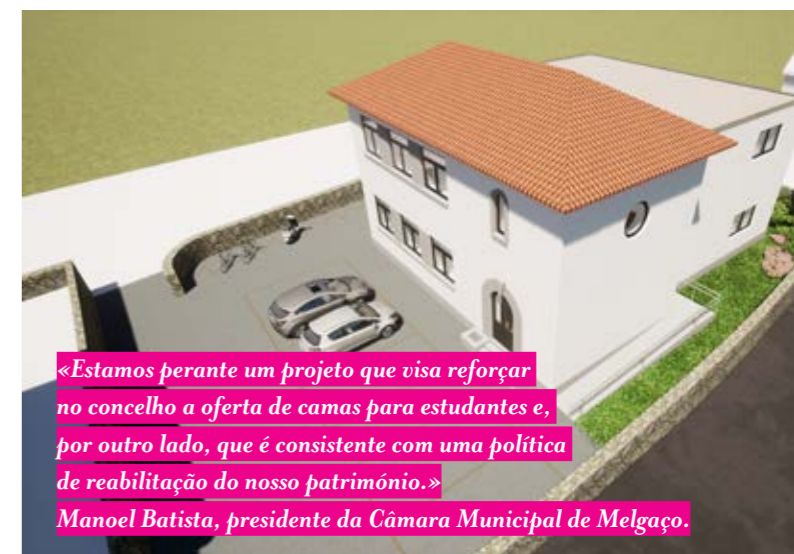 «Estamos perante um projeto que visa reforçar
no concelho a oferta de camas para estudantes e,
por outro lado, que é consistente com uma política
de reabilitação do nosso património.»
Manoel Batista, presidente da Câmara Municipal de Melgaço.